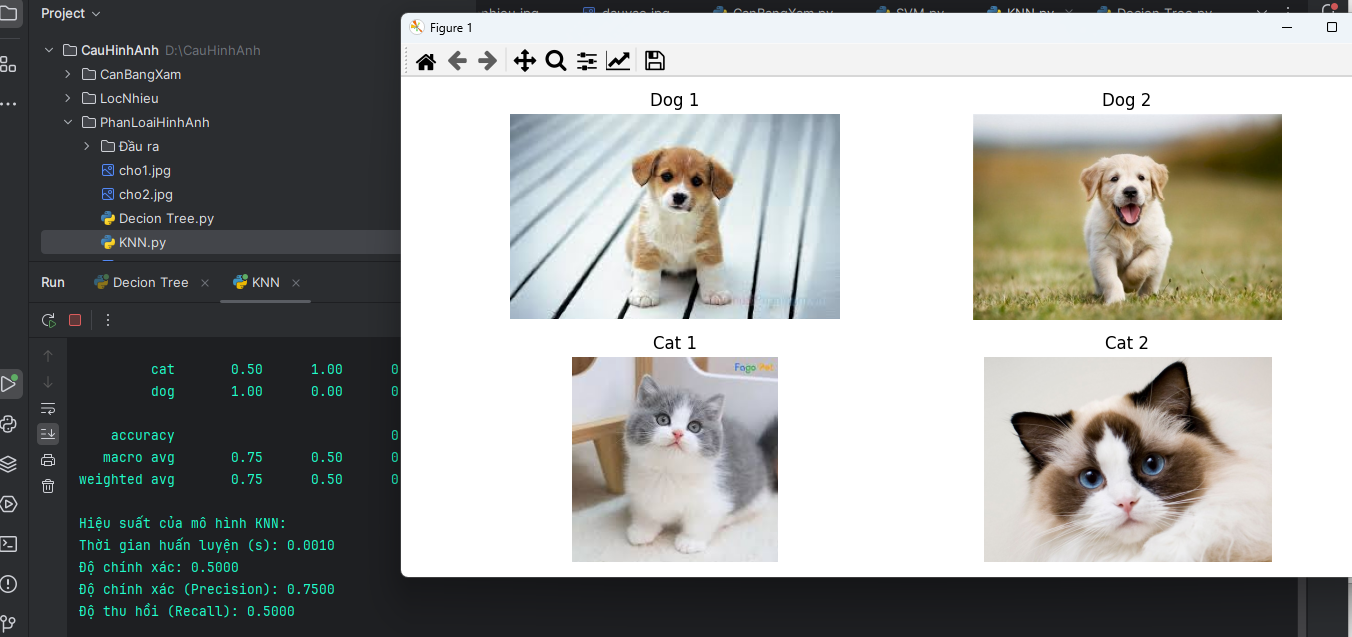 Project
CauHinhAnh D:\CauHinhAnh
CanBangXam
LocNhieu
PhanLoaiHinhAnh
Đầu ra
cho1.jpg
cho2.jpg
Decion Tree.py
KNN.py
Run Decion Tree KNN
cat 0.50 1.00 0
dog 1.00 0.00 0
accuracy 0
macro avg 0.75 0.50 0
weighted avg 0.75 0.50 0
Hiệu suất của mô hình KNN:
Thời gian huấn luyện (s): 0.0010
Độ chính xác: 0.5000
Độ chính xác (Precision): 0.7500
Độ thu hồi (Recall): 0.5000
Figure 1
Dog 1
Dog 2
Cat 1
Fago Pet
Cat 2